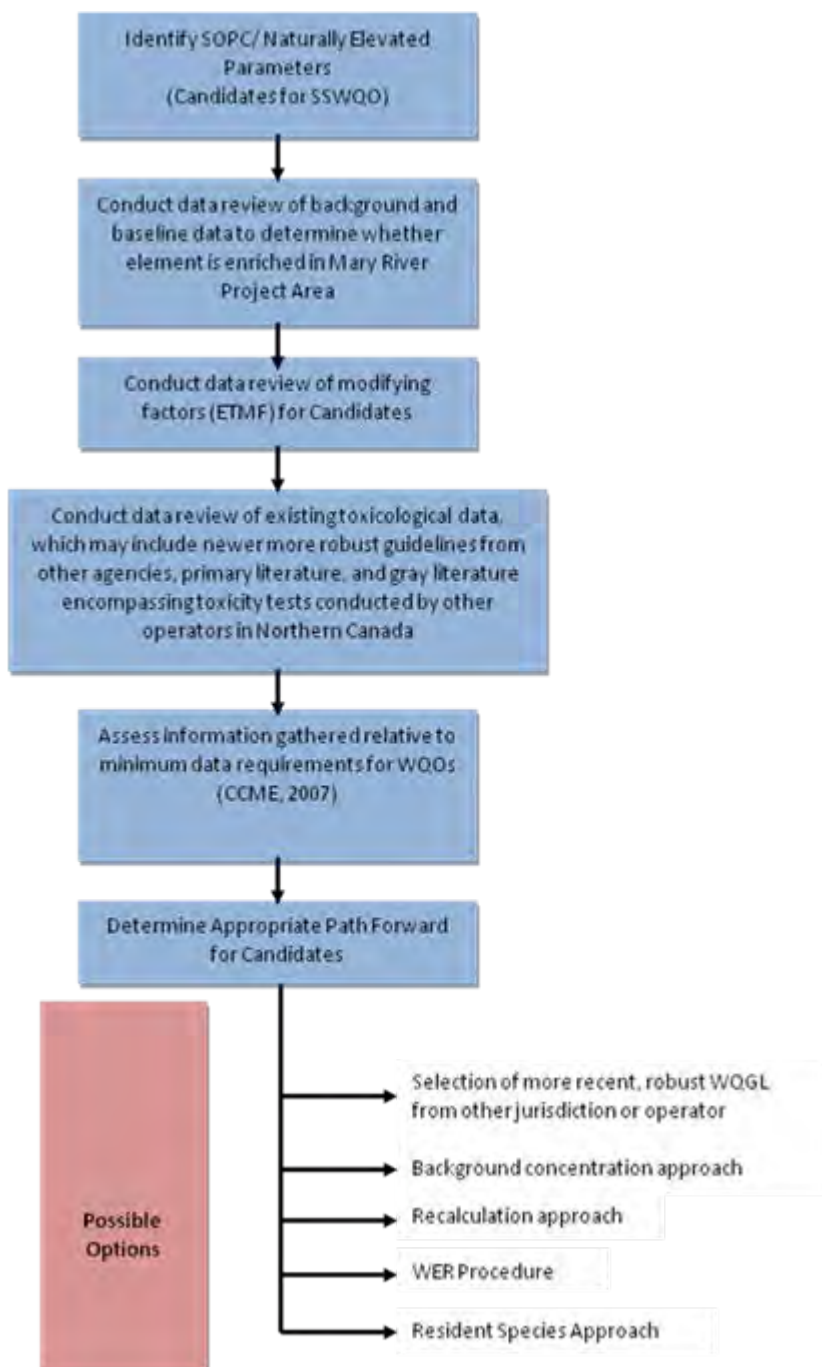 Identify SOPC/ Naturally Elevated
Parameters
(Candidates for SSWQO)
Conduct data review of background and
baseline data to determine whether
element is enriched in Mary River
Project Area
Conduct data review of modifying
factors (ETMF) for Candidates
Conduct data review of existing toxicological data,
which may include newer more robust guidelines from
other agencies, primary literature, and gray literature
encompassing toxicity tests conducted by other
operators in Northern Canada
Assess information gathered relative to
minimum data requirements for WQOs
(CCME, 2007)
Determine Appropriate Path Forward
for Candidates
Possible
Options
Selection of more recent, robust WQGL
from other jurisdiction or operator
Background concentration approach
Recalculation approach
WER Procedure
Resident Species Approach